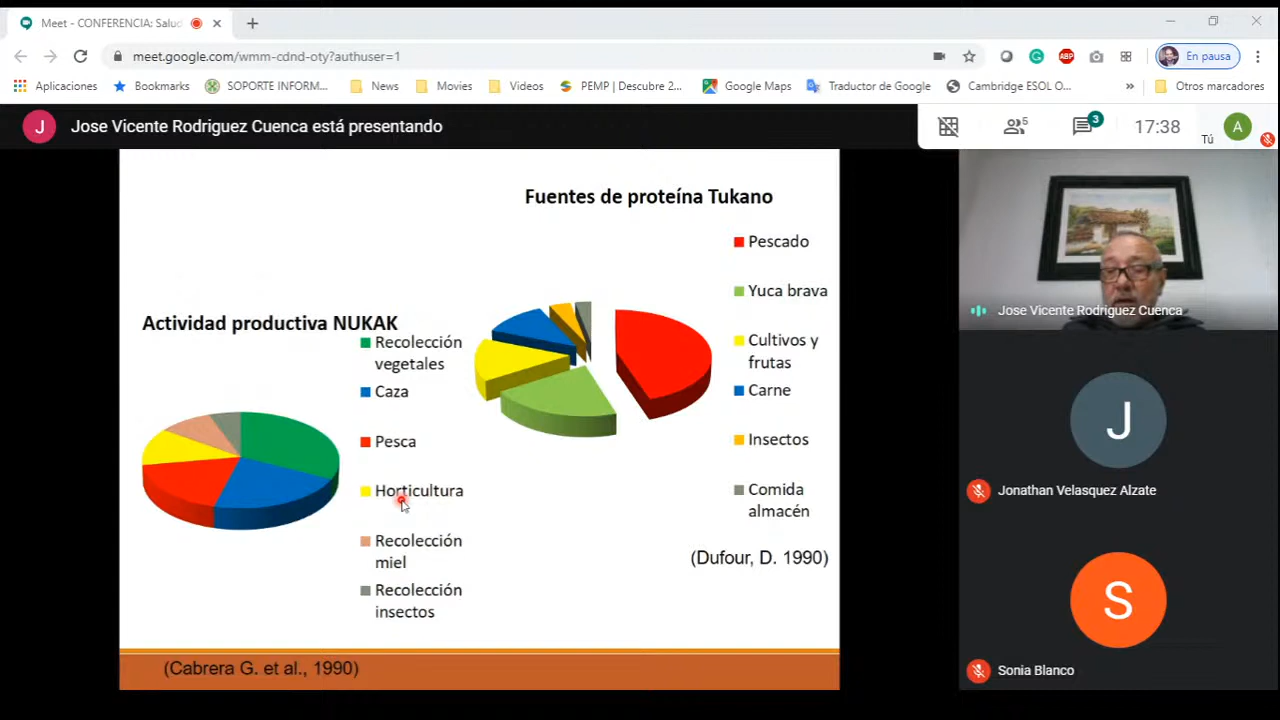 Meet - CONFERENCIA: Salud
meet.google.com/wmm-cdnd-oty?authuser=1
En pausa
Aplicaciones
Bookmarks
SOPORTE INFORM...
News
Movies
Videos
PEMP | Descubre 2...
Google Maps
Traductor de Google
Cambridge ESOL O...
»
Otros marcadores
J
Jose Vicente Rodriguez Cuenca está presentando
5
3
17:38
Tú
A
Fuentes de proteína Tukano
Pescado
Yuca brava
Cultivos y
frutas
Carne
Insectos
Comida
almacén
(Dufour, D. 1990)
Actividad productiva NUKAK
Recolección
vegetales
Caza
Pesca
Horticultura
Recolección
miel
Recolección
insectos
(Cabrera G. et al., 1990)
Jose Vicente Rodriguez Cuenca
J
Jonathan Velasquez Alzate
S
Sonia Blanco